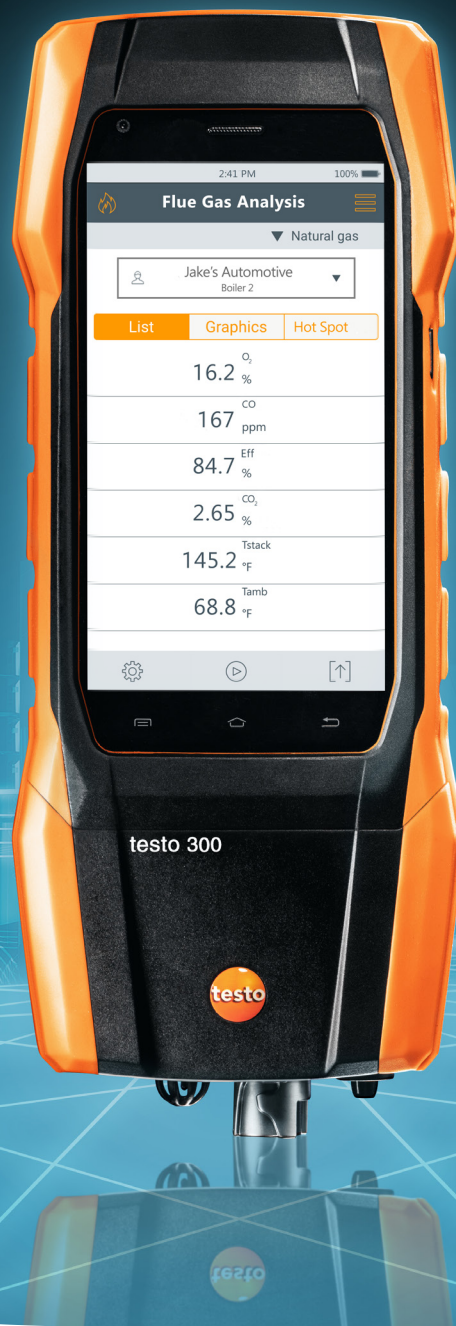 2:41 PM 100%
Flue Gas Analysis
Natural gas
Jake's Automotive
Boiler 2
List Graphics Hot Spot
16.2 O₂ %
167 CO ppm
84.7 Eff %
2.65 CO₂ %
145.2 Tstack °F
68.8 Tamb °F
testo 300
testo
testo